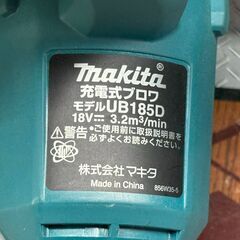 makita
充電式ブロワ
モデルUB185D
18V⎓ 3.2m³/min
⚠警告 ●ご使用前に取扱説明書を
必ずよくお読みください。
株式会社マキタ
Made in China 856W35-5